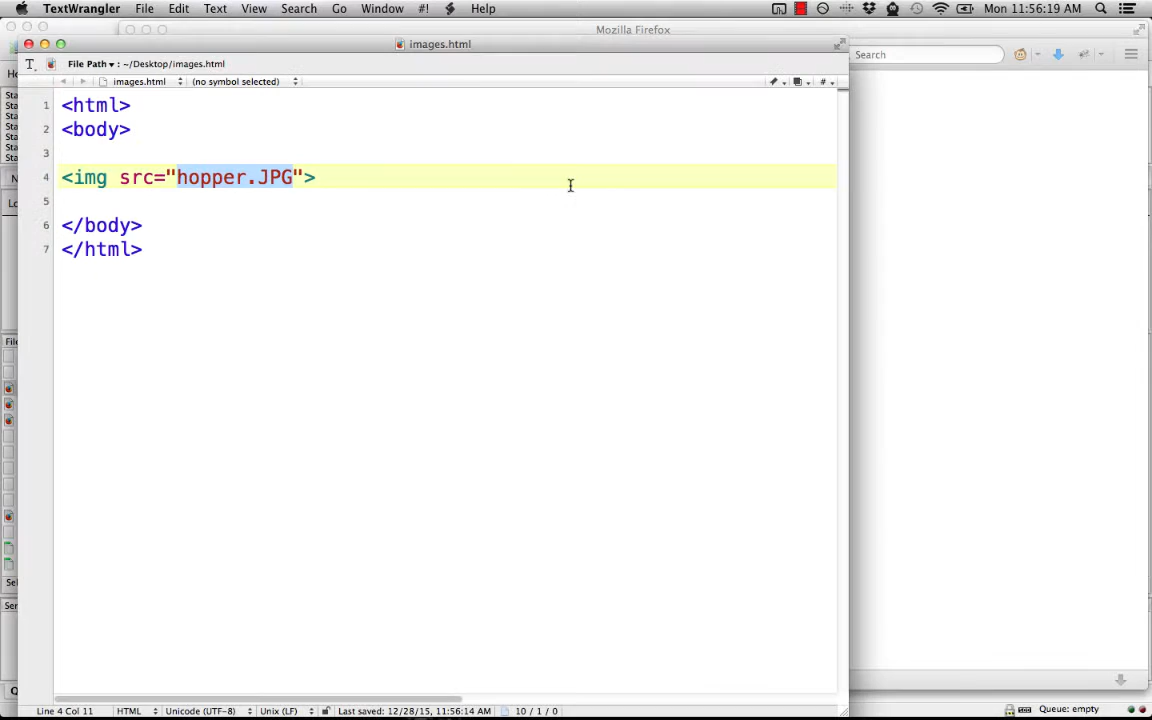 TextWrangler File Edit Text View Search Go Window #! Help Mon 11:56:19 AM
Mozilla Firefox
images.html
Search
File Path : ~/Desktop/images.html
images.html (no symbol selected) #
1 <html>
2 <body>
3
4 <img src="hopper.JPG">
5
6 </body>
7 </html>
Line 4 Col 11 HTML Unicode (UTF-8) Unix (LF) Last saved: 12/28/15, 11:56:14 AM 10 / 1 / 0
Queue: empty